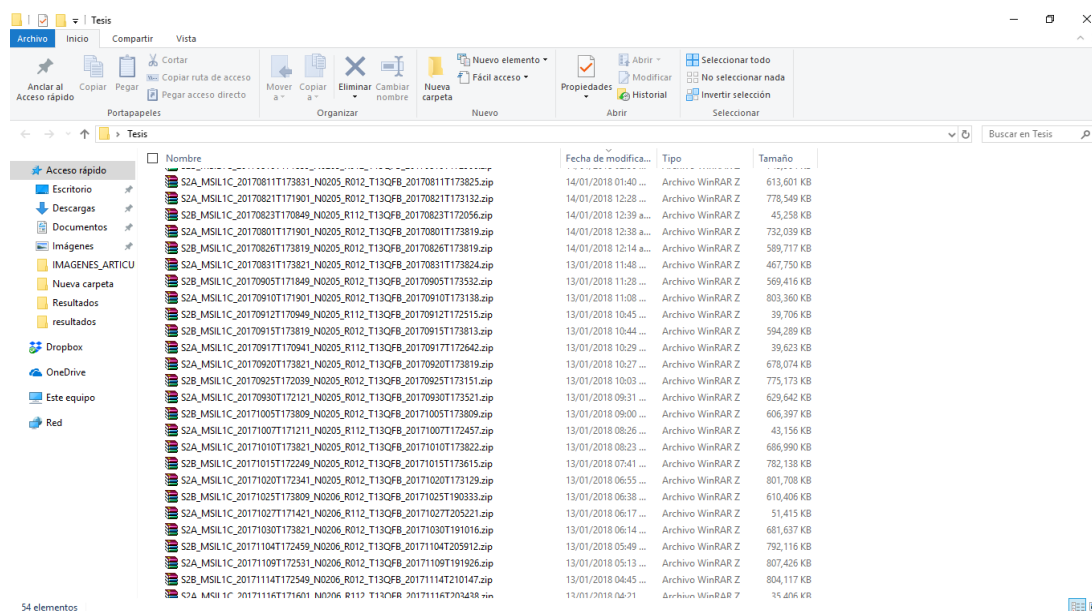 Tesis
Archivo Inicio Compartir Vista
Anclar al Acceso rápido
Copiar
Pegar
Cortar
Copiar ruta de acceso
Pegar acceso directo
Portapapeles
Mover a
Copiar a
Eliminar
Cambiar nombre
Organizar
Nueva carpeta
Nuevo elemento
Fácil acceso
Nuevo
Propiedades
Abrir
Modificar
Historial
Abrir
Seleccionar todo
No seleccionar nada
Invertir selección
Seleccionar
Tesis
Buscar en Tesis
Acceso rápido
Escritorio
Descargas
Documentos
Imágenes
IMAGENES_ARTICU
Nueva carpeta
Resultados
resultados
Dropbox
OneDrive
Este equipo
Red
Nombre Fecha de modifica... Tipo Tamaño
S2A_MSIL1C_20170811T173831_N0205_R012_T13QFB_20170811T173825.zip 14/01/2018 01:40 ... Archivo WinRAR Z 613,601 KB
S2A_MSIL1C_20170821T171901_N0205_R012_T13QFB_20170821T173132.zip 14/01/2018 12:28 ... Archivo WinRAR Z 778,549 KB
S2B_MSIL1C_20170823T170849_N0205_R112_T13QFB_20170823T172056.zip 14/01/2018 12:39 a... Archivo WinRAR Z 45,258 KB
S2A_MSIL1C_20170801T171901_N0205_R012_T13QFB_20170801T173819.zip 14/01/2018 12:38 a... Archivo WinRAR Z 732,039 KB
S2B_MSIL1C_20170826T173819_N0205_R012_T13QFB_20170826T173819.zip 14/01/2018 12:14 a... Archivo WinRAR Z 589,717 KB
S2A_MSIL1C_20170831T173821_N0205_R012_T13QFB_20170831T173824.zip 13/01/2018 11:48 ... Archivo WinRAR Z 467,750 KB
S2B_MSIL1C_20170905T171849_N0205_R012_T13QFB_20170905T173532.zip 13/01/2018 11:28 ... Archivo WinRAR Z 569,416 KB
S2A_MSIL1C_20170910T171901_N0205_R012_T13QFB_20170910T173138.zip 13/01/2018 11:08 ... Archivo WinRAR Z 803,360 KB
S2B_MSIL1C_20170912T170949_N0205_R112_T13QFB_20170912T172515.zip 13/01/2018 10:45 ... Archivo WinRAR Z 39,706 KB
S2B_MSIL1C_20170915T173819_N0205_R012_T13QFB_20170915T173813.zip 13/01/2018 10:44 ... Archivo WinRAR Z 594,289 KB
S2A_MSIL1C_20170917T170941_N0205_R112_T13QFB_20170917T172642.zip 13/01/2018 10:29 ... Archivo WinRAR Z 39,623 KB
S2A_MSIL1C_20170920T173821_N0205_R012_T13QFB_20170920T173819.zip 13/01/2018 10:27 ... Archivo WinRAR Z 678,074 KB
S2B_MSIL1C_20170925T172039_N0205_R012_T13QFB_20170925T173151.zip 13/01/2018 10:03 ... Archivo WinRAR Z 775,173 KB
S2A_MSIL1C_20170930T172121_N0205_R012_T13QFB_20170930T173521.zip 13/01/2018 09:31 ... Archivo WinRAR Z 629,642 KB
S2B_MSIL1C_20171005T173809_N0205_R012_T13QFB_20171005T173809.zip 13/01/2018 09:00 ... Archivo WinRAR Z 606,397 KB
S2A_MSIL1C_20171007T171211_N0205_R112_T13QFB_20171007T172457.zip 13/01/2018 08:26 ... Archivo WinRAR Z 43,156 KB
S2A_MSIL1C_20171010T173821_N0205_R012_T13QFB_20171010T173822.zip 13/01/2018 08:23 ... Archivo WinRAR Z 686,990 KB
S2B_MSIL1C_20171015T172249_N0205_R012_T13QFB_20171015T173615.zip 13/01/2018 07:41 ... Archivo WinRAR Z 782,138 KB
S2A_MSIL1C_20171020T172341_N0205_R012_T13QFB_20171020T173129.zip 13/01/2018 06:55 ... Archivo WinRAR Z 801,708 KB
S2B_MSIL1C_20171025T173809_N0206_R012_T13QFB_20171025T190333.zip 13/01/2018 06:38 ... Archivo WinRAR Z 610,406 KB
S2A_MSIL1C_20171027T171421_N0206_R112_T13QFB_20171027T205221.zip 13/01/2018 06:17 ... Archivo WinRAR Z 51,415 KB
S2A_MSIL1C_20171030T173821_N0206_R012_T13QFB_20171030T191016.zip 13/01/2018 06:14 ... Archivo WinRAR Z 681,637 KB
S2B_MSIL1C_20171104T172459_N0206_R012_T13QFB_20171104T205912.zip 13/01/2018 05:49 ... Archivo WinRAR Z 792,116 KB
S2A_MSIL1C_20171109T172531_N0206_R012_T13QFB_20171109T191926.zip 13/01/2018 05:13 ... Archivo WinRAR Z 807,426 KB
S2B_MSIL1C_20171114T172549_N0206_R012_T13QFB_20171114T210147.zip 13/01/2018 04:45 ... Archivo WinRAR Z 804,117 KB
S2A_MSIL1C_20171116T171601_N0206_R112_T13QFB_20171116T203438.zip 13/01/2018 04:21 ... Archivo WinRAR Z 35,406 KB
54 elementos